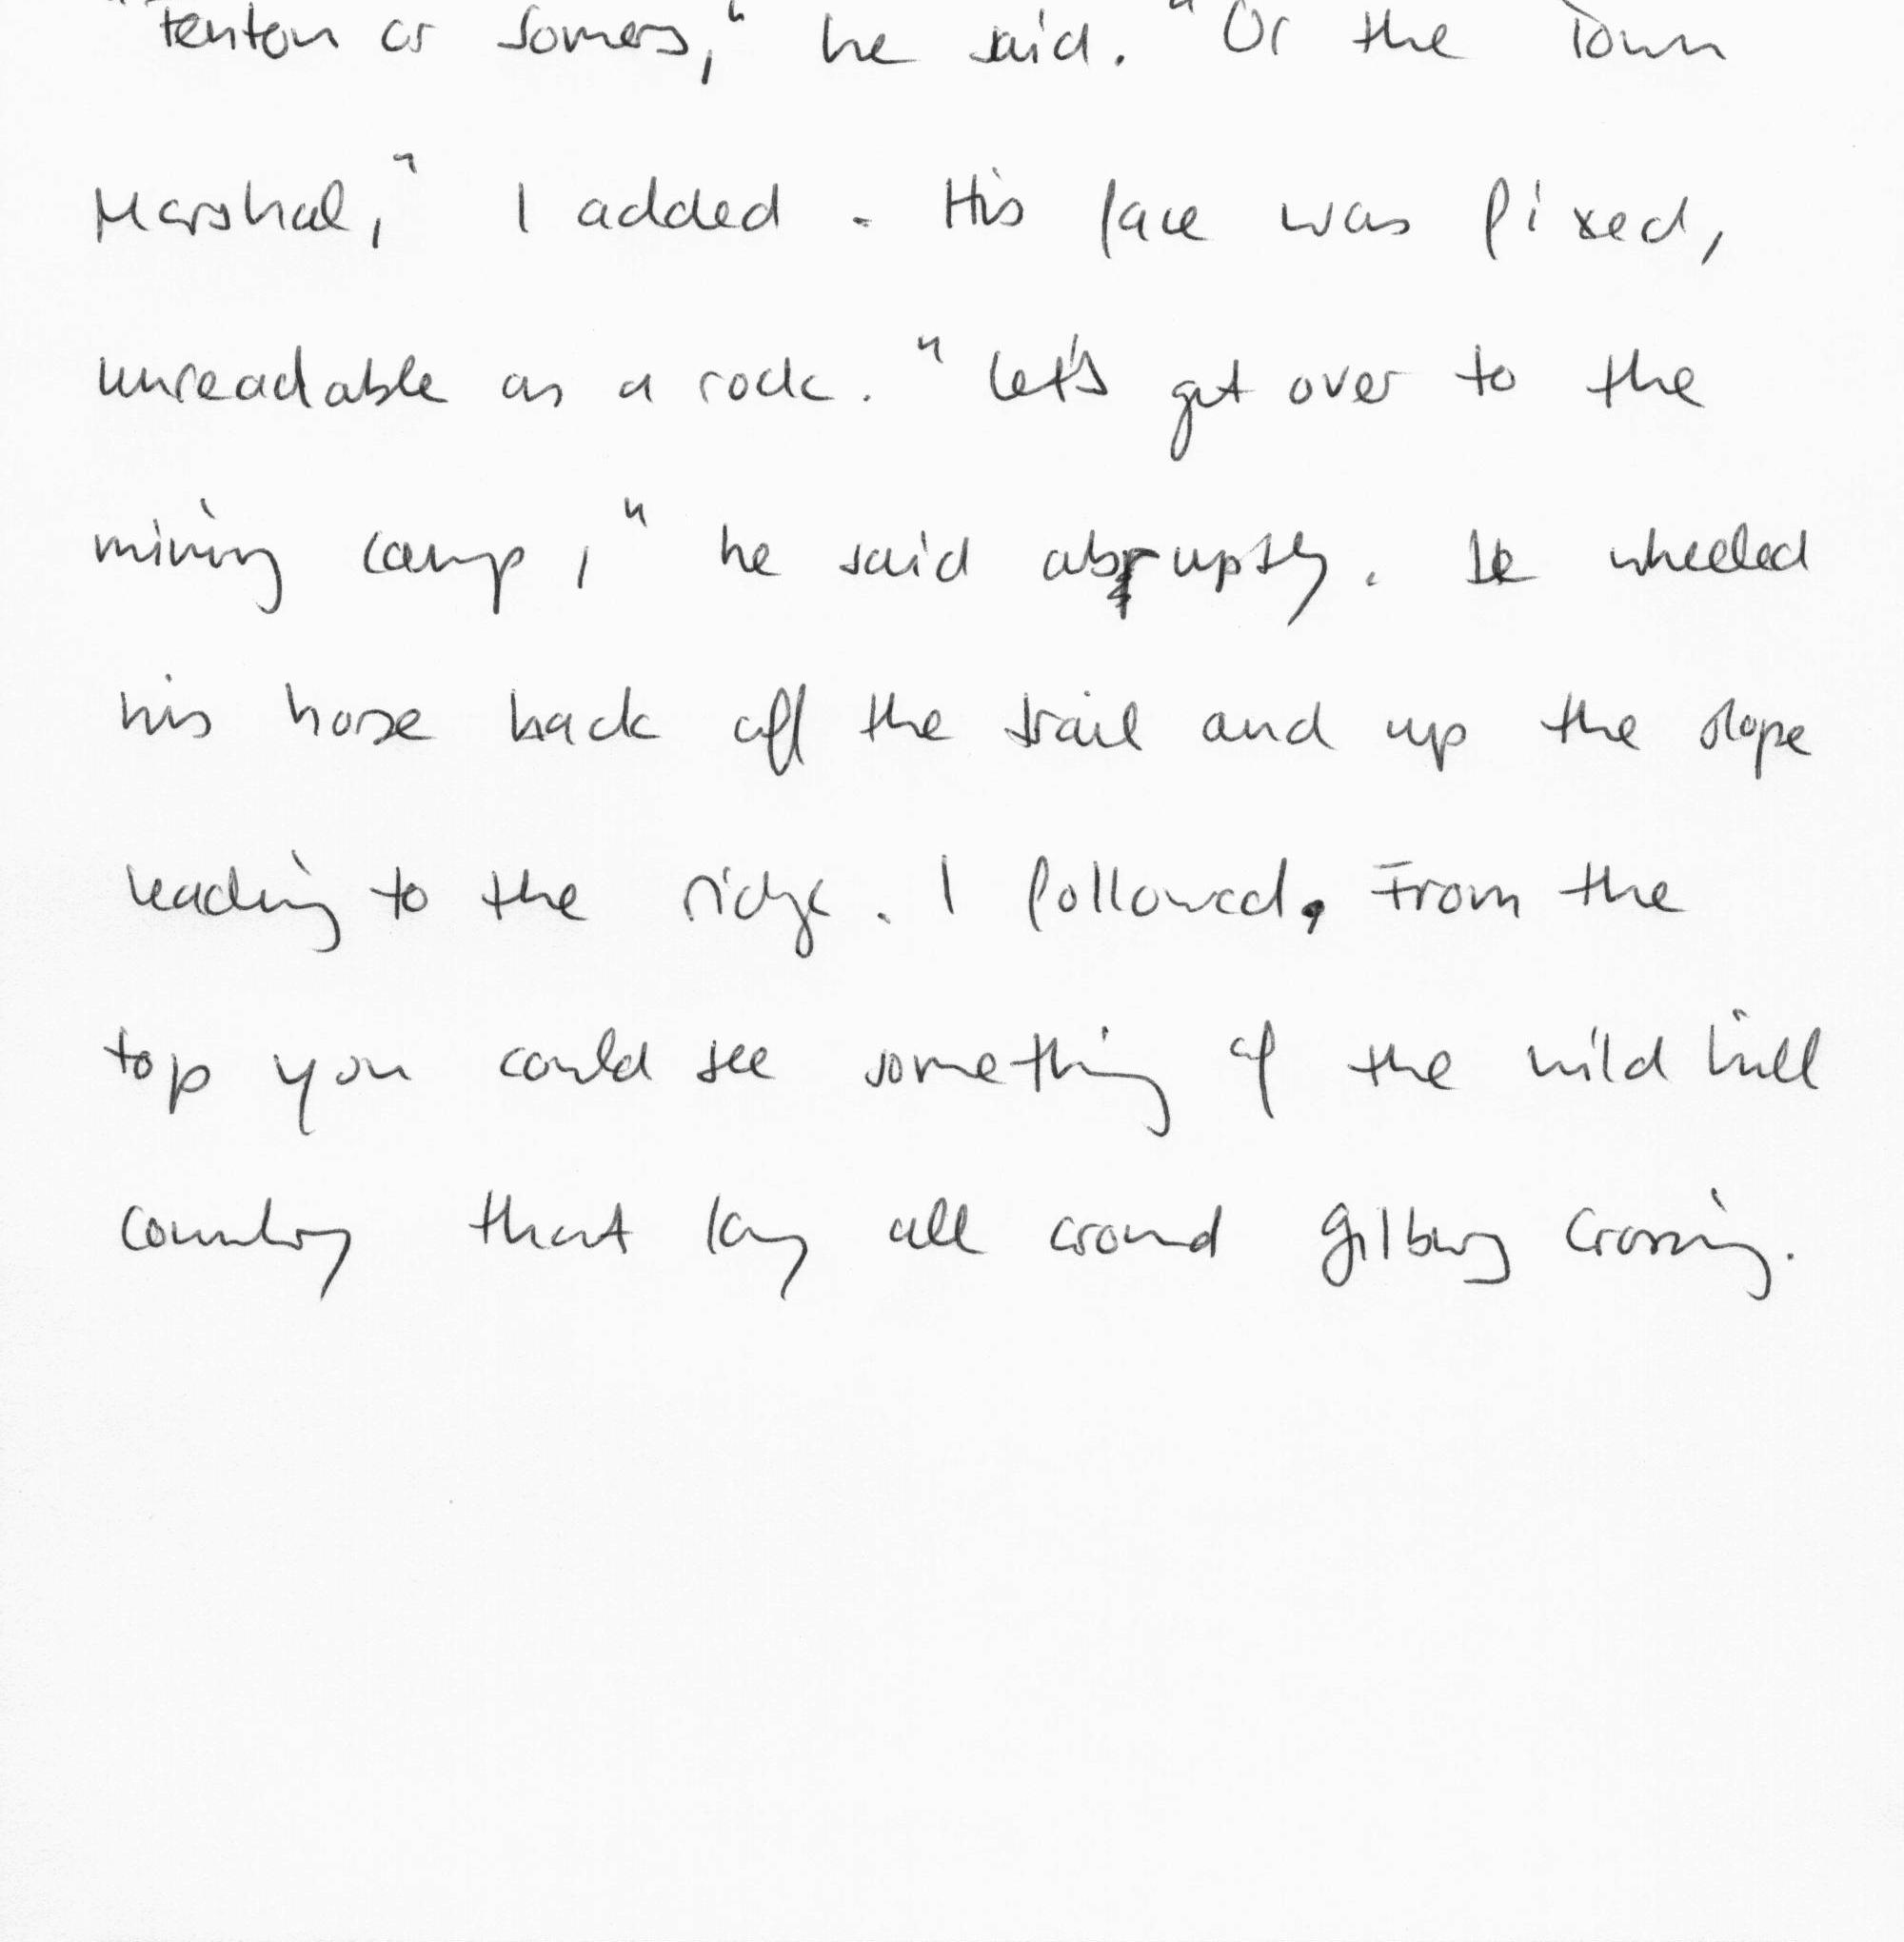 "Fenton or Somers," he said. "Or the Town
Marshal," I added. His face was fixed,
unreadable as a rock. "Let's get over to the
mining camp," he said abruptly. He wheeled
his horse back off the trail and up the slope
leading to the ridge. I followed. From the
top you could see something of the wild hill
country that lay all around Gilburg Crossing.